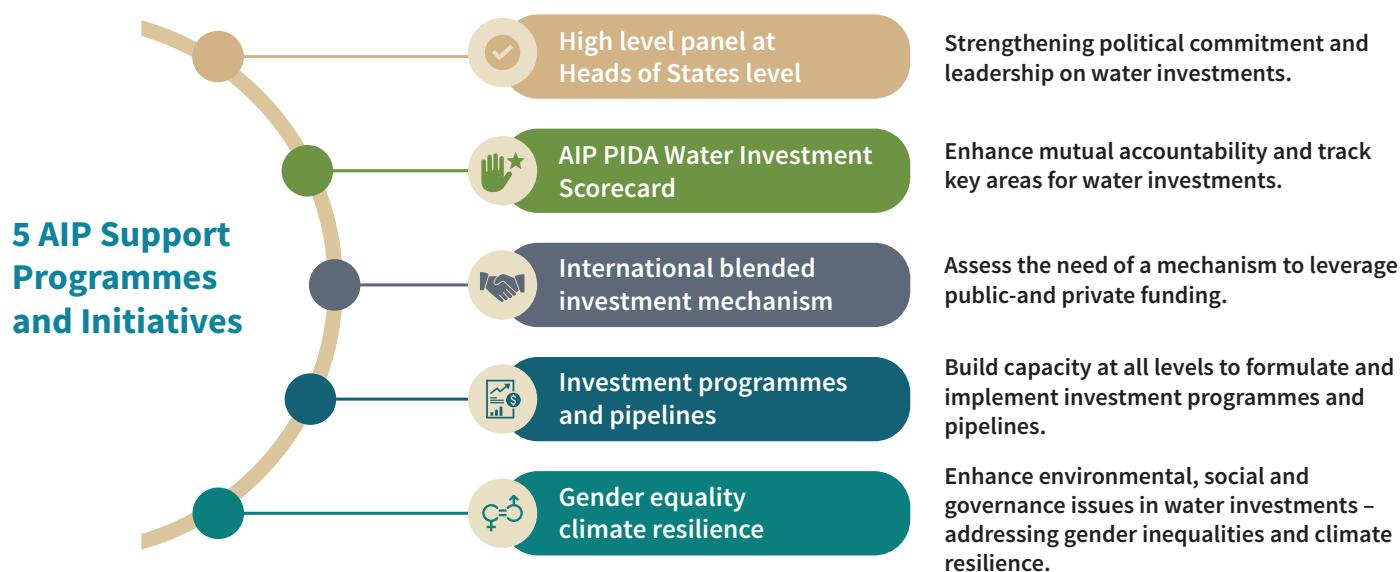 5 AIP Support
Programmes
and Initiatives
High level panel at
Heads of States level
Strengthening political commitment and
leadership on water investments.
AIP PIDA Water Investment
Scorecard
Enhance mutual accountability and track
key areas for water investments.
International blended
investment mechanism
Assess the need of a mechanism to leverage
public-and private funding.
Investment programmes
and pipelines
Build capacity at all levels to formulate and
implement investment programmes and
pipelines.
Gender equality
climate resilience
Enhance environmental, social and
governance issues in water investments –
addressing gender inequalities and climate
resilience.